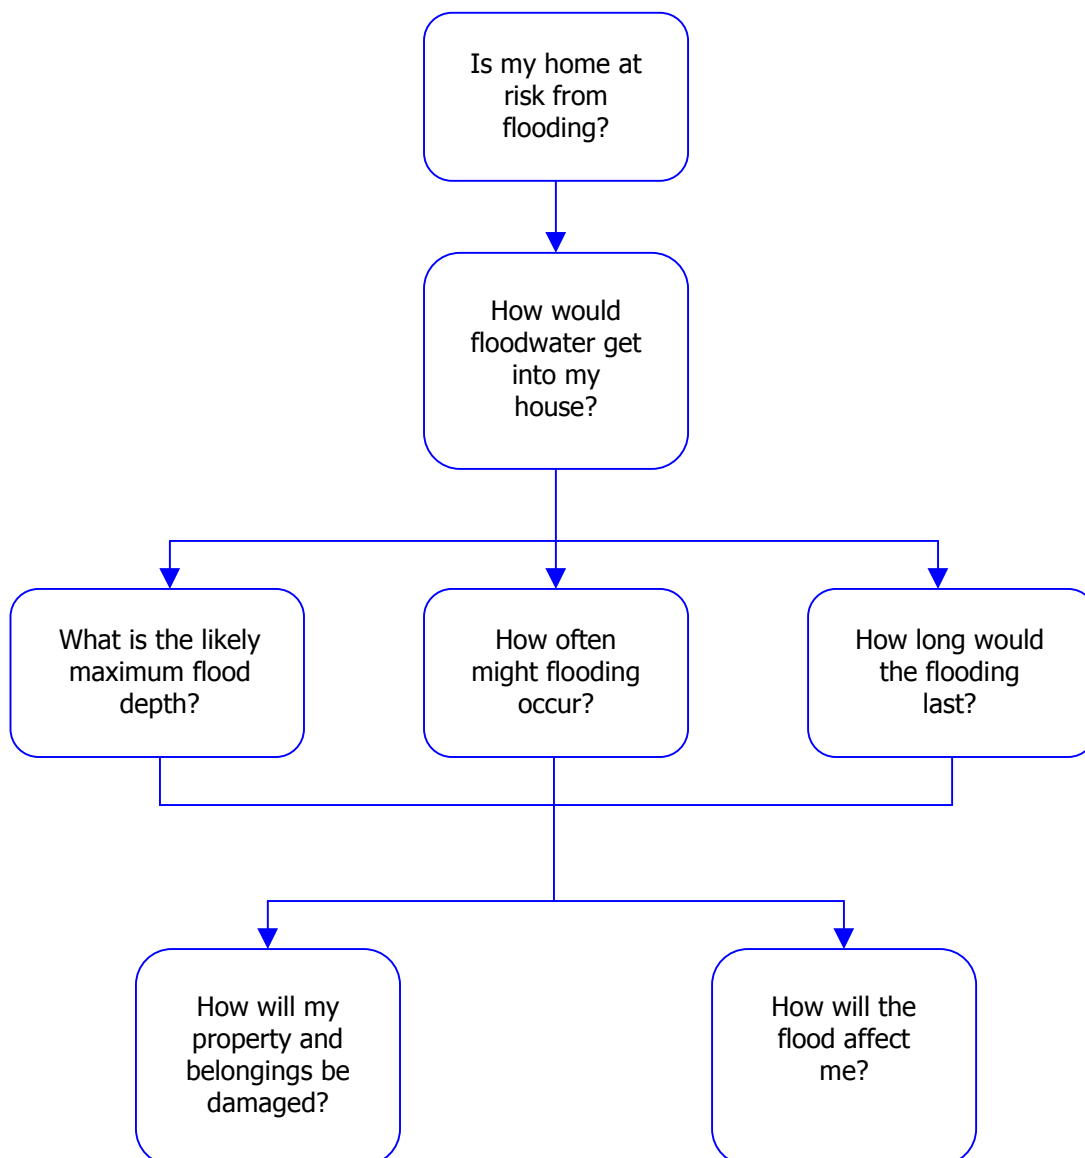 Is my home at
risk from
flooding?
How would
floodwater get
into my
house?
What is the likely
maximum flood
depth?
How often
might flooding
occur?
How long would
the flooding
last?
How will my
property and
belongings be
damaged?
How will the
flood affect
me?